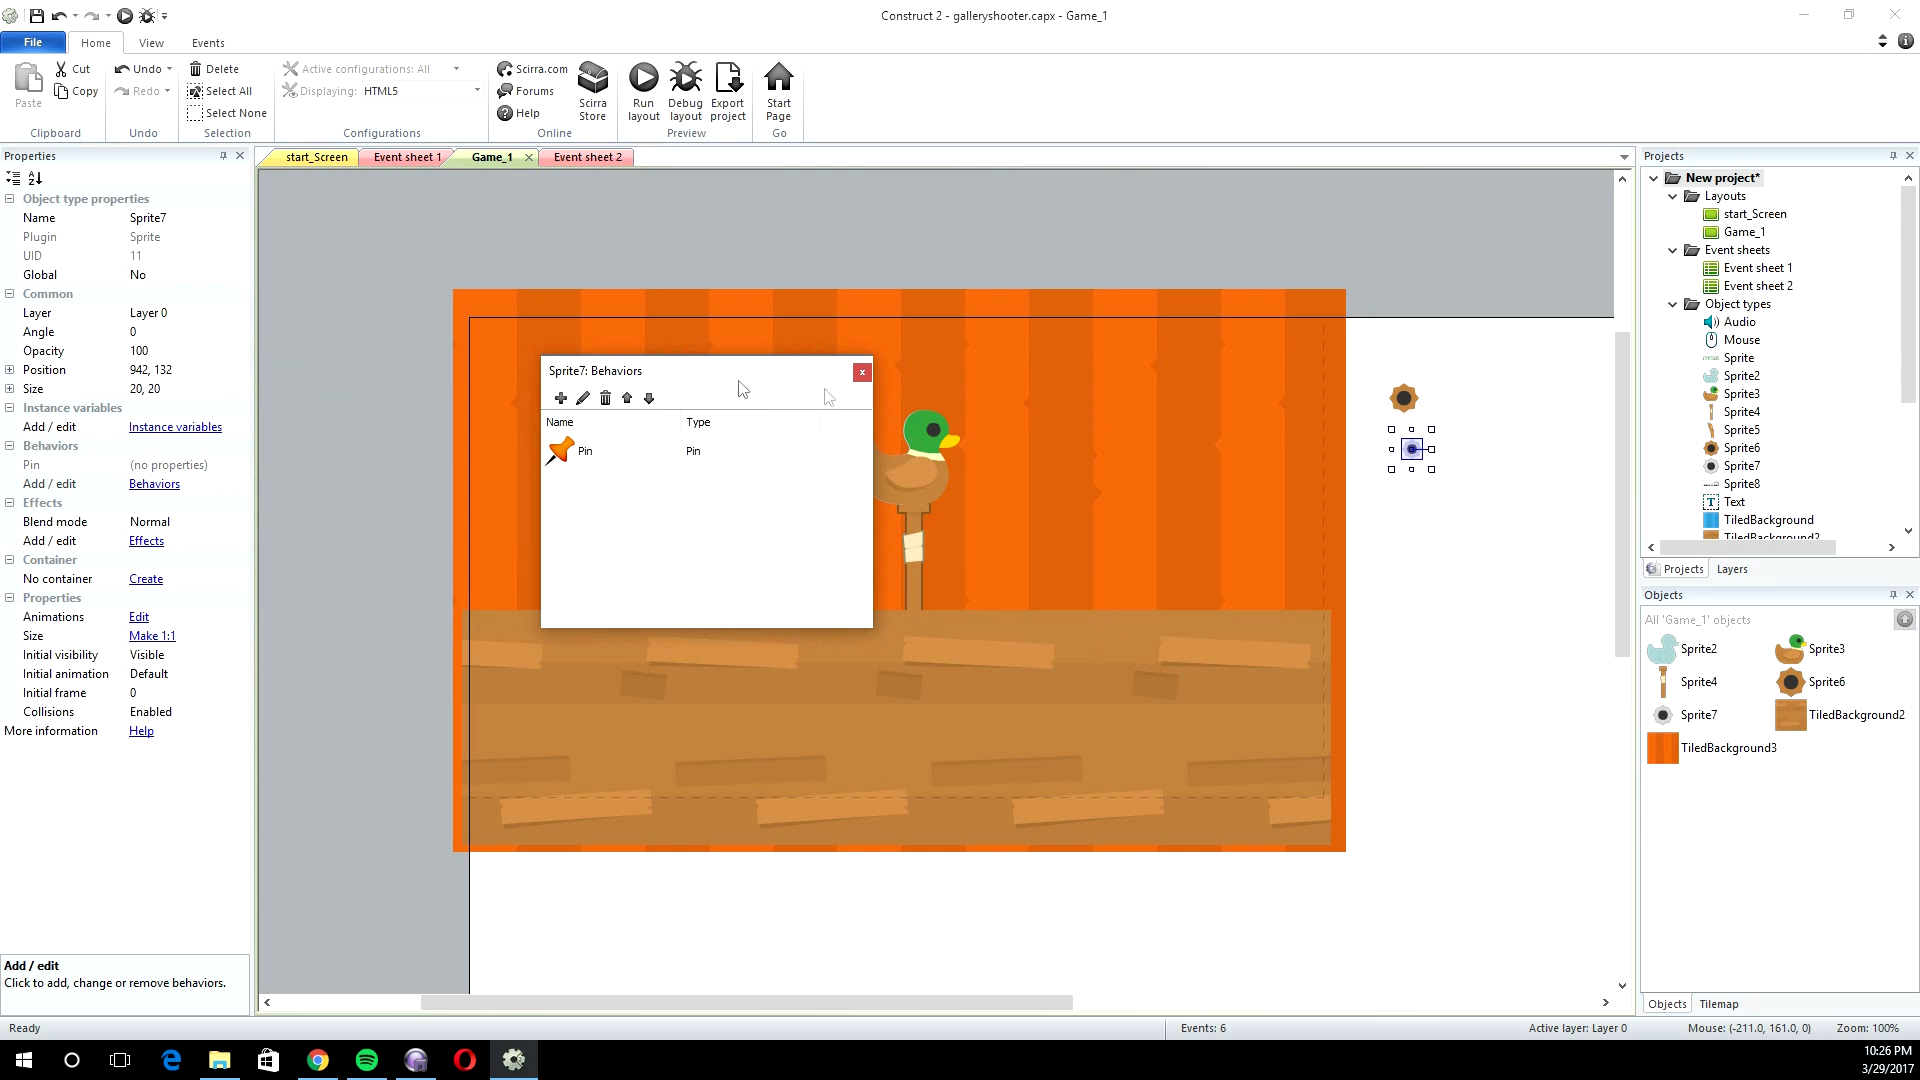 Construct 2 - galleryshooter.capx - Game_1
File
Home
View
Events
Paste
Cut
Copy
Clipboard
Undo
Redo
Undo
Delete
Select All
Select None
Selection
Active configurations: All
Displaying: HTML5
Configurations
Scirra.com
Forums
Help
Scirra Store
Online
Run layout
Debug layout
Export project
Preview
Start Page
Go
Properties
start_Screen
Event sheet 1
Game_1
Event sheet 2
Object type properties
Name Sprite7
Plugin Sprite
UID 11
Global No
Common
Layer Layer 0
Angle 0
Opacity 100
Position 942, 132
Size 20, 20
Instance variables
Add / edit Instance variables
Behaviors
Pin (no properties)
Add / edit Behaviors
Effects
Blend mode Normal
Add / edit Effects
Container
No container Create
Properties
Animations Edit
Size Make 1:1
Initial visibility Visible
Initial animation Default
Initial frame 0
Collisions Enabled
More information Help
Add / edit
Click to add, change or remove behaviors.
Sprite7: Behaviors
x
Name Type
Pin Pin
Projects
New project*
Layouts
start_Screen
Game_1
Event sheets
Event sheet 1
Event sheet 2
Object types
Audio
Mouse
Sprite
Sprite2
Sprite3
Sprite4
Sprite5
Sprite6
Sprite7
Sprite8
T Text
TiledBackground
TiledBackground2
Projects Layers
Objects
All 'Game_1' objects
Sprite2 Sprite3
Sprite4 Sprite6
Sprite7 TiledBackground2
TiledBackground3
Objects Tilemap
Ready
Events: 6
Active layer: Layer 0
Mouse: (-211.0, 161.0, 0)
Zoom: 100%
10:26 PM
3/29/2017